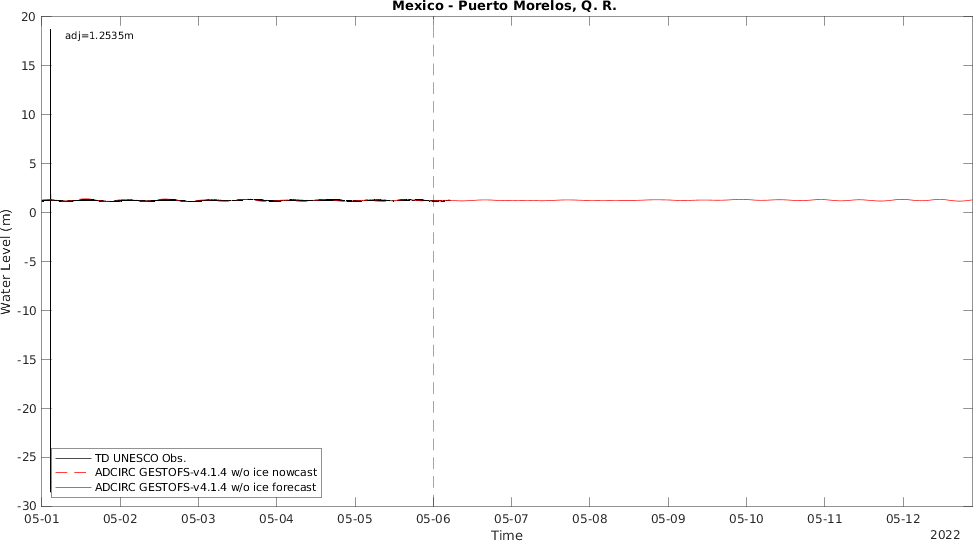 Mexico - Puerto Morelos, Q. R.
20
adj=1.2535m
15
10
5
0
-5
-10
-15
-20
-25
-30
Water Level (m)
TD UNESCO Obs.
ADCIRC GESTOFS-v4.1.4 w/o ice nowcast
ADCIRC GESTOFS-v4.1.4 w/o ice forecast
05-01 05-02 05-03 05-04 05-05 05-06 05-07 05-08 05-09 05-10 05-11 05-12
Time
2022